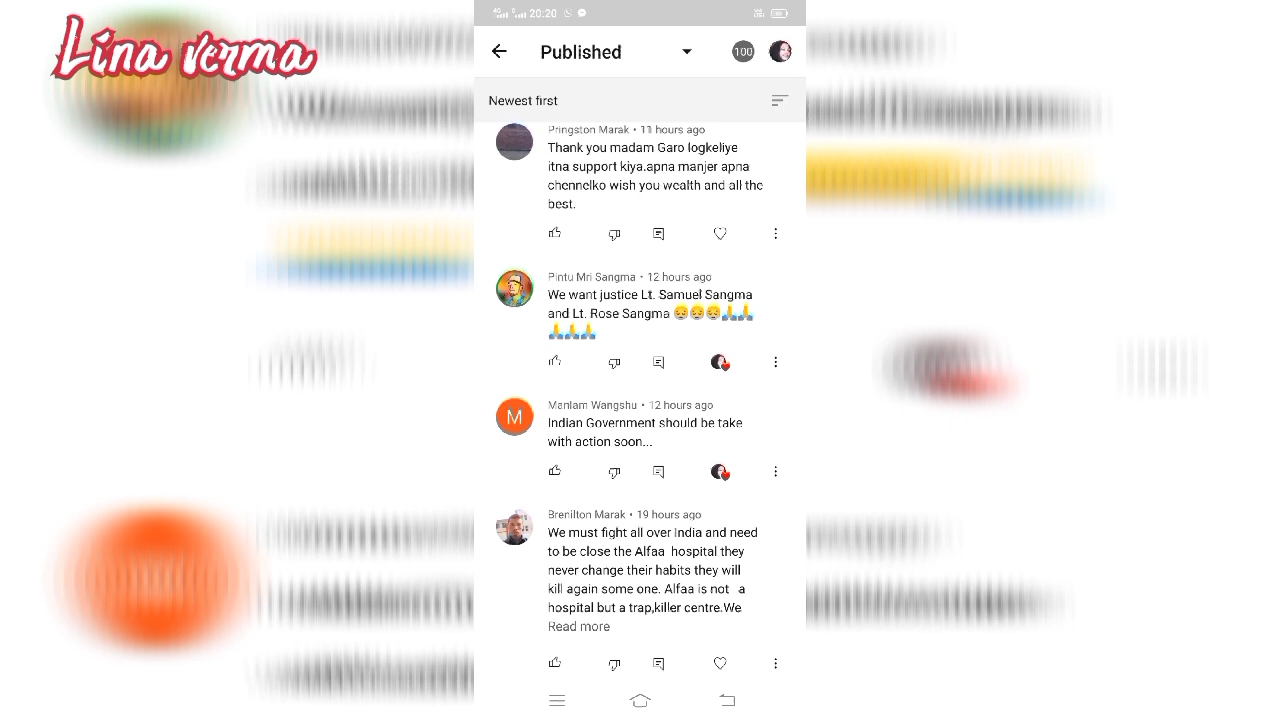 Lina verma
20:20
Published
100
Newest first
Pringston Marak • 11 hours ago
Thank you madam Garo logkeliye
itna support kiya.apna manjer apna
chennelko wish you wealth and all the
best.
Pintu Mri Sangma • 12 hours ago
We want justice Lt. Samuel Sangma
and Lt. Rose Sangma 😔😔😔🙏🙏
🙏🙏🙏
M
Manlam Wangshu • 12 hours ago
Indian Government should be take
with action soon...
Brenilton Marak • 19 hours ago
We must fight all over India and need
to be close the Alfaa hospital they
never change their habits they will
kill again some one. Alfaa is not a
hospital but a trap,killer centre.We
Read more